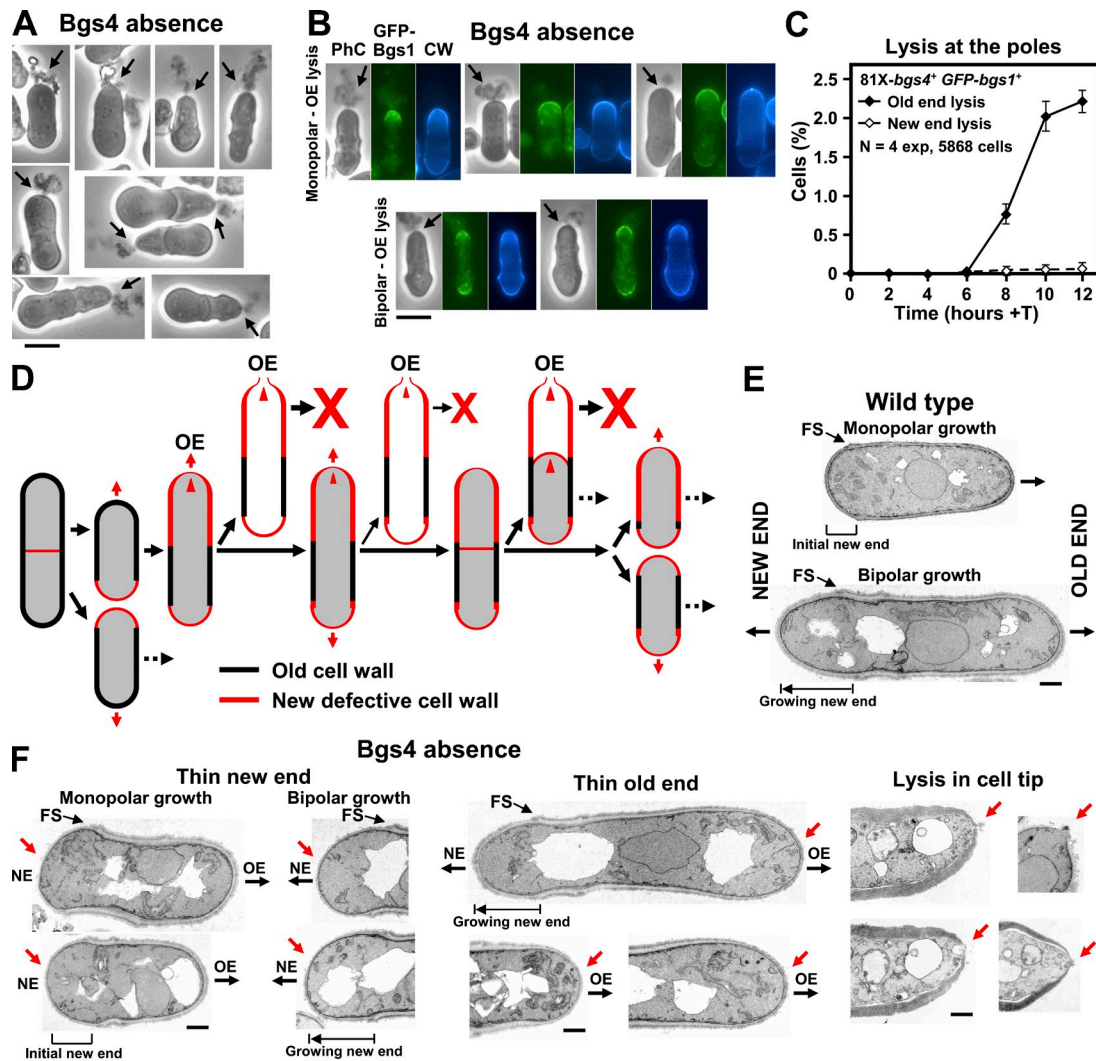 A
Bgs4 absence
B
Bgs4 absence
PhC
GFP-
Bgs1
CW
Monopolar - OE lysis
Bipolar - OE lysis
C
Lysis at the poles
81X-bgs4+ GFP-bgs1+
Old end lysis
New end lysis
N = 4 exp, 5868 cells
Cells (%)
2.5
2.0
1.5
1.0
0.5
0
0 2 4 6 8 10 12
Time (hours +T)
D
OE
OE
OE
OE
X
X
X
Old cell wall
New defective cell wall
E
Wild type
FS
Monopolar growth
Initial new end
NEW END
OLD END
FS
Bipolar growth
Growing new end
F
Bgs4 absence
Thin new end
Monopolar growth
FS
NE
OE
NE
OE
Initial new end
Bipolar growth
FS
NE
NE
Growing new end
Thin old end
FS
NE
OE
Growing new end
OE
OE
Lysis in cell tip